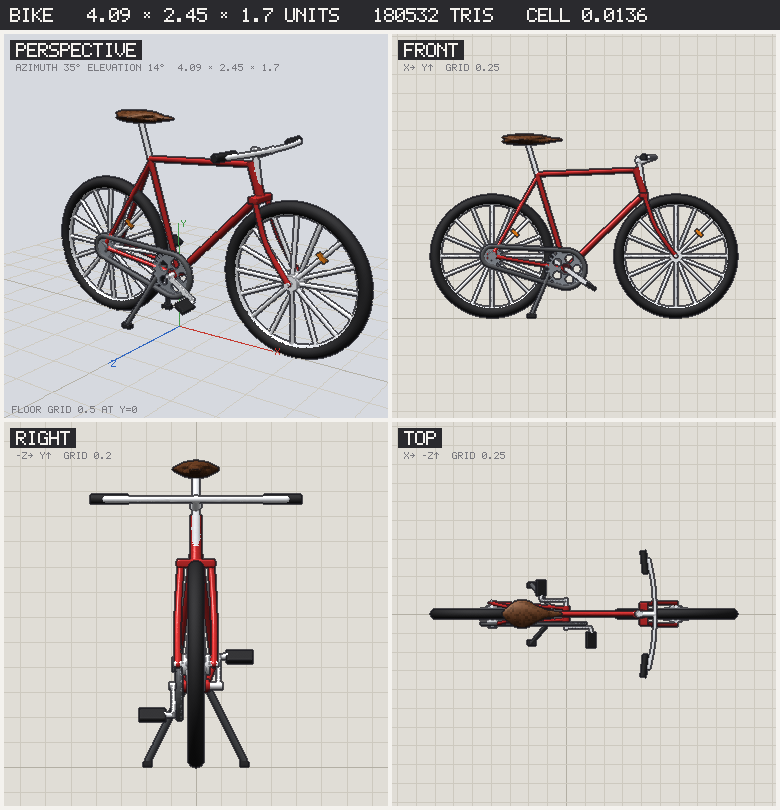 BIKE 4.09 × 2.45 × 1.7 UNITS 180532 TRIS CELL 0.0136
PERSPECTIVE
AZIMUTH 35° ELEVATION 14° 4.09 × 2.45 × 1.7
Y
X
Z
FLOOR GRID 0.5 AT Y=0
FRONT
X→ Y↑ GRID 0.25
RIGHT
-Z→ Y↑ GRID 0.2
TOP
X→ -Z↑ GRID 0.25